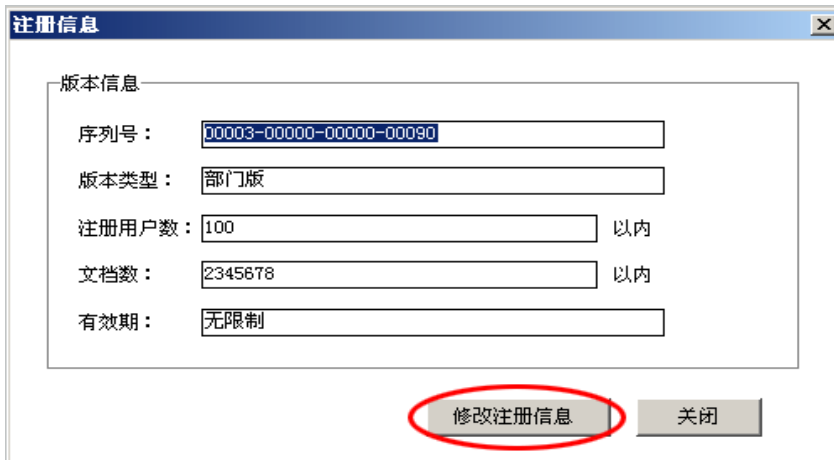 注册信息
版本信息
序列号： 00003-00000-00000-00090
版本类型： 部门版
注册用户数： 100 以内
文档数： 2345678 以内
有效期： 无限制
修改注册信息 关闭